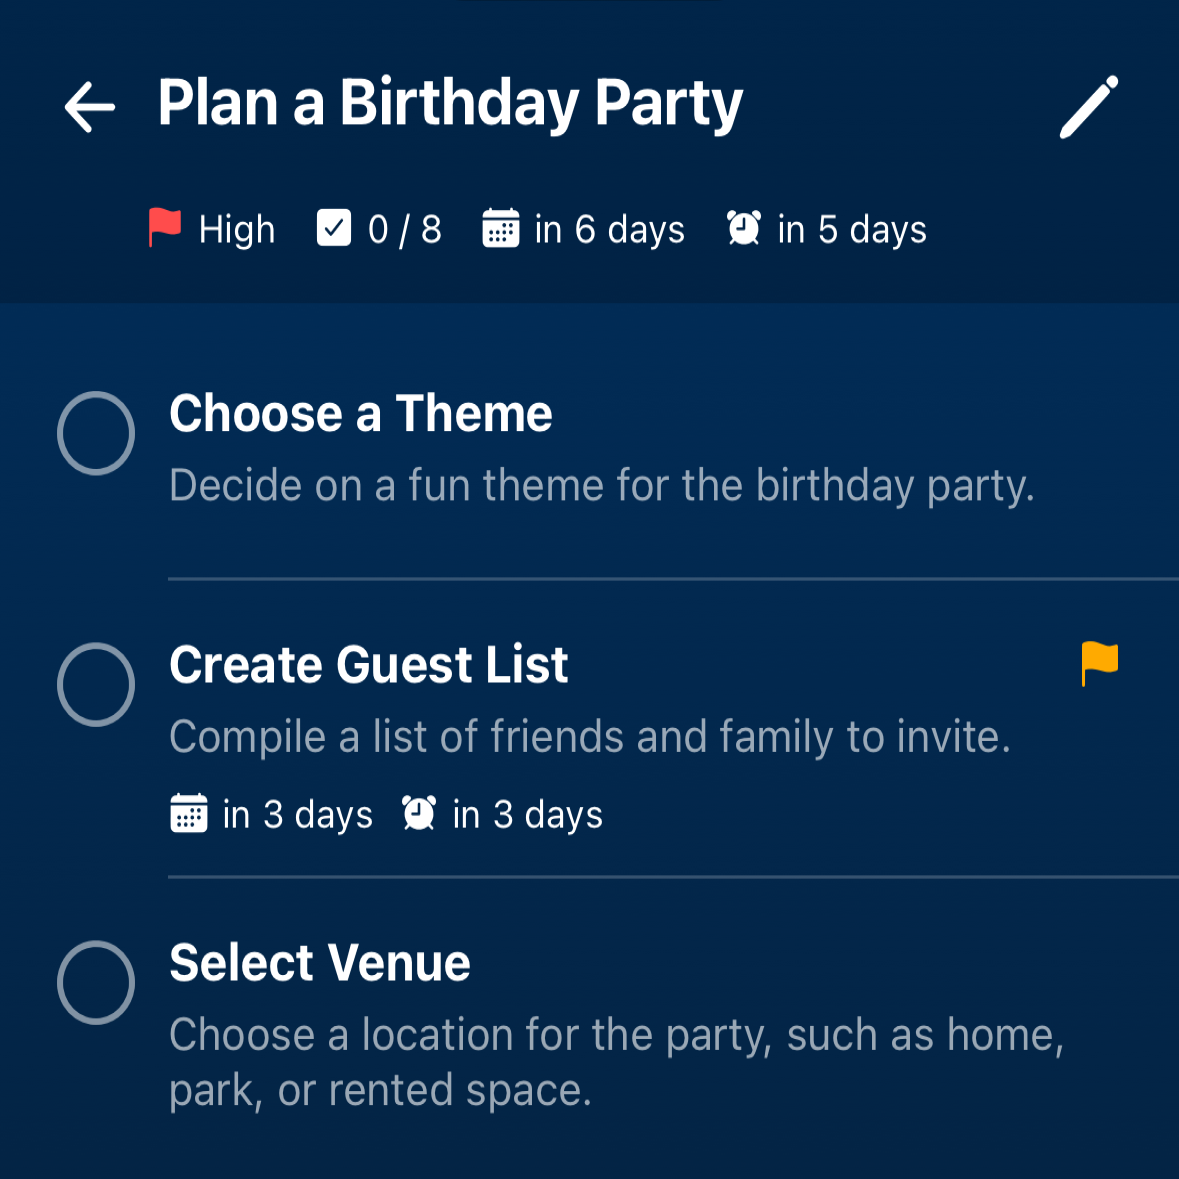 Plan a Birthday Party
High 0 / 8 in 6 days in 5 days
Choose a Theme
Decide on a fun theme for the birthday party.
Create Guest List
Compile a list of friends and family to invite.
in 3 days in 3 days
Select Venue
Choose a location for the party, such as home,
park, or rented space.